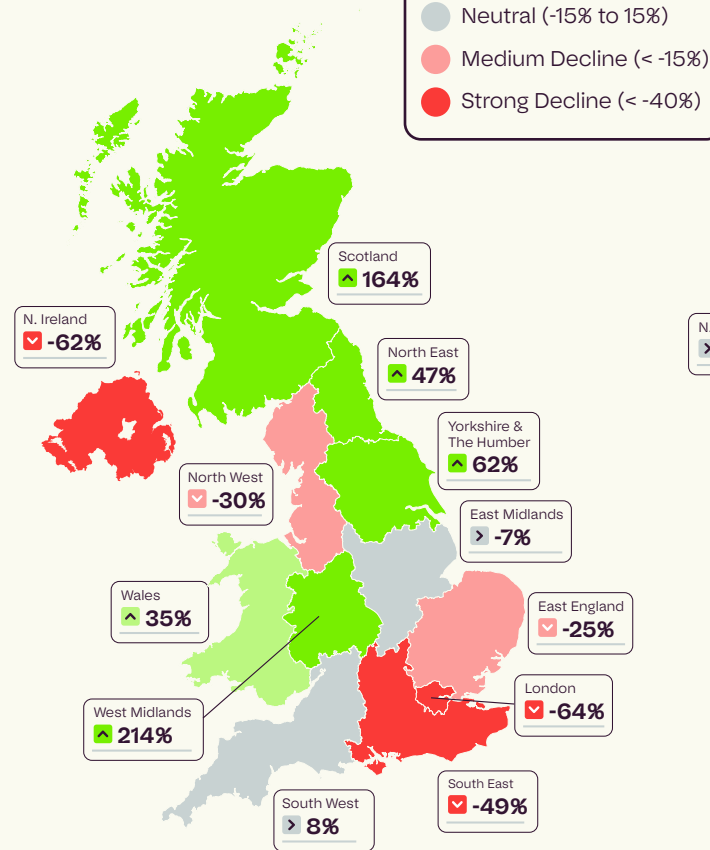 Neutral (-15% to 15%)
Medium Decline (< -15%)
Strong Decline (< -40%)
Scotland
164%
N. Ireland
-62%
N.
North East
47%
Yorkshire &
The Humber
62%
North West
-30%
East Midlands
-7%
Wales
35%
East England
-25%
London
-64%
West Midlands
214%
South East
-49%
South West
8%